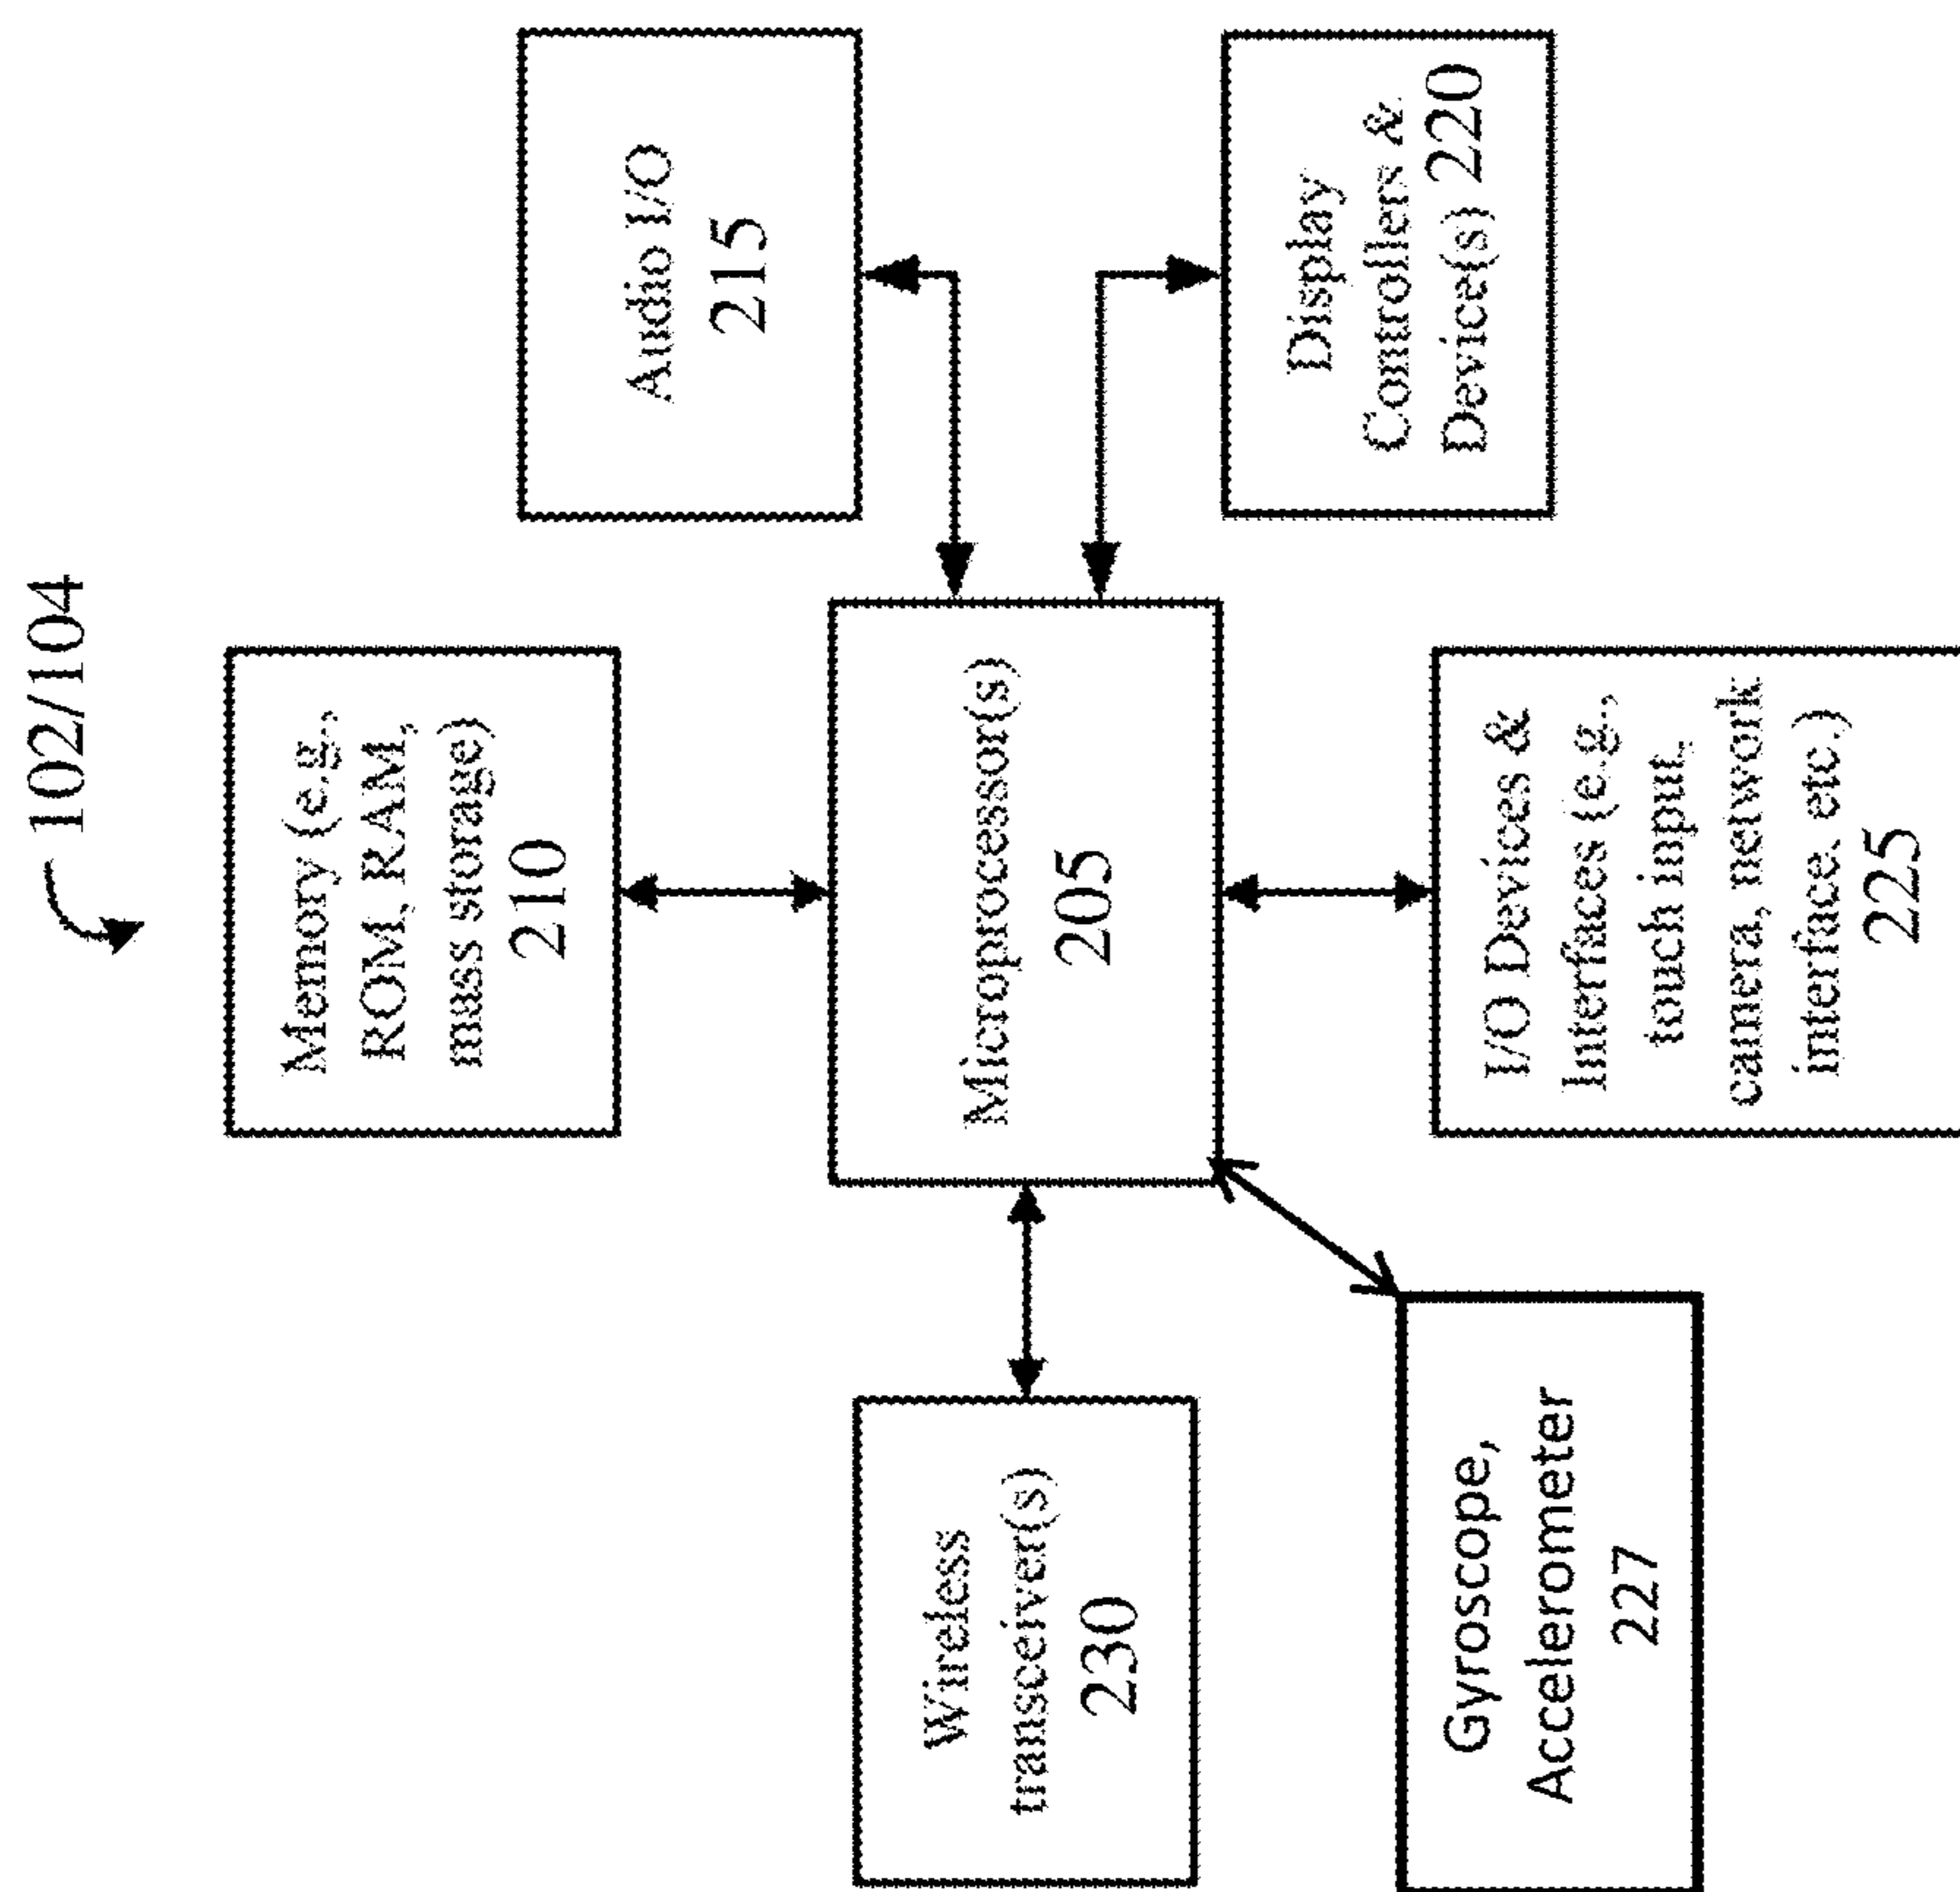 102/104
Memory (e.g.,
ROM, RAM,
mass storage)
210
Audio I/O
215
Wireless
transceiver(s)
230
Microprocessor(s)
205
Display
Controllers &
Device(s) 220
Gyroscope,
Accelerometer
227
I/O Devices &
Interfaces (e.g.,
touch input,
camera, network
interface, etc.)
225